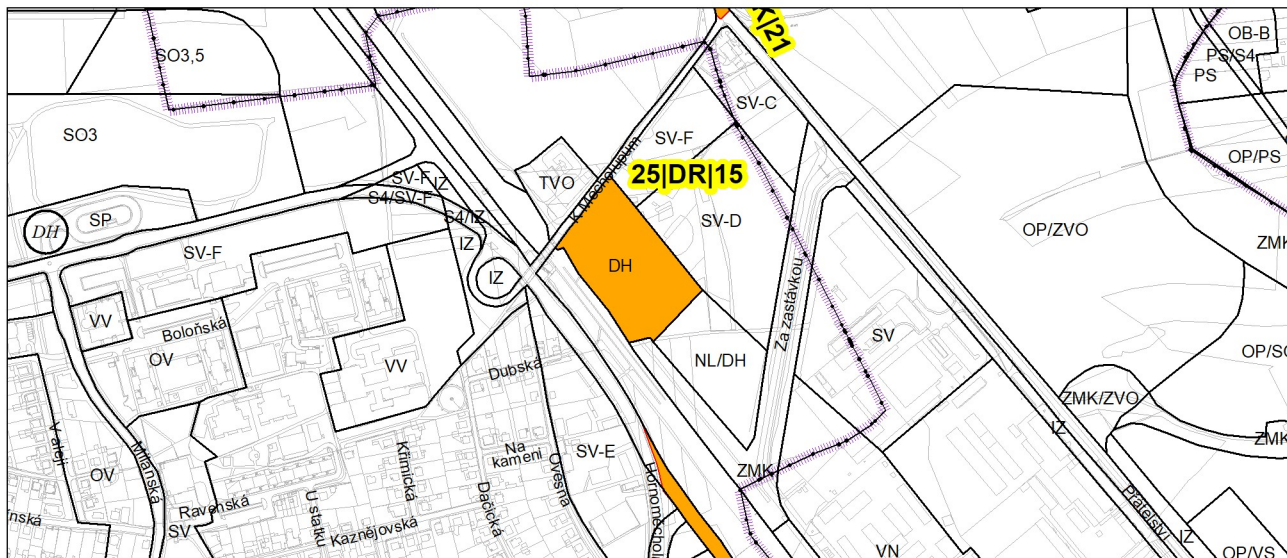 K|21
OB-B
PS/S4
PS
SO3,5
SV-C
SO3
SV-F
OP/PS
K Měcholupům
25|DR|15
TVO
SV-F
IZ
S4/SV-F
SP
DH
S4/IZ
SV-D
OP/ZVO
IZ
ZMK
SV-F
DH
IZ
Za zastávkou
VV
Boloňská
SV
OV
VV
NL/DH
Dubská
ZMK/ZVO
V aleji
Milánská
Křimická
Na
kameni
SV-E
IZ
ZMK
OV
Ovesná
ZMK
Dačická
Ravenská
U statku
Přátelství
SV
Kaznějovská
IZ
VN
OP/VS